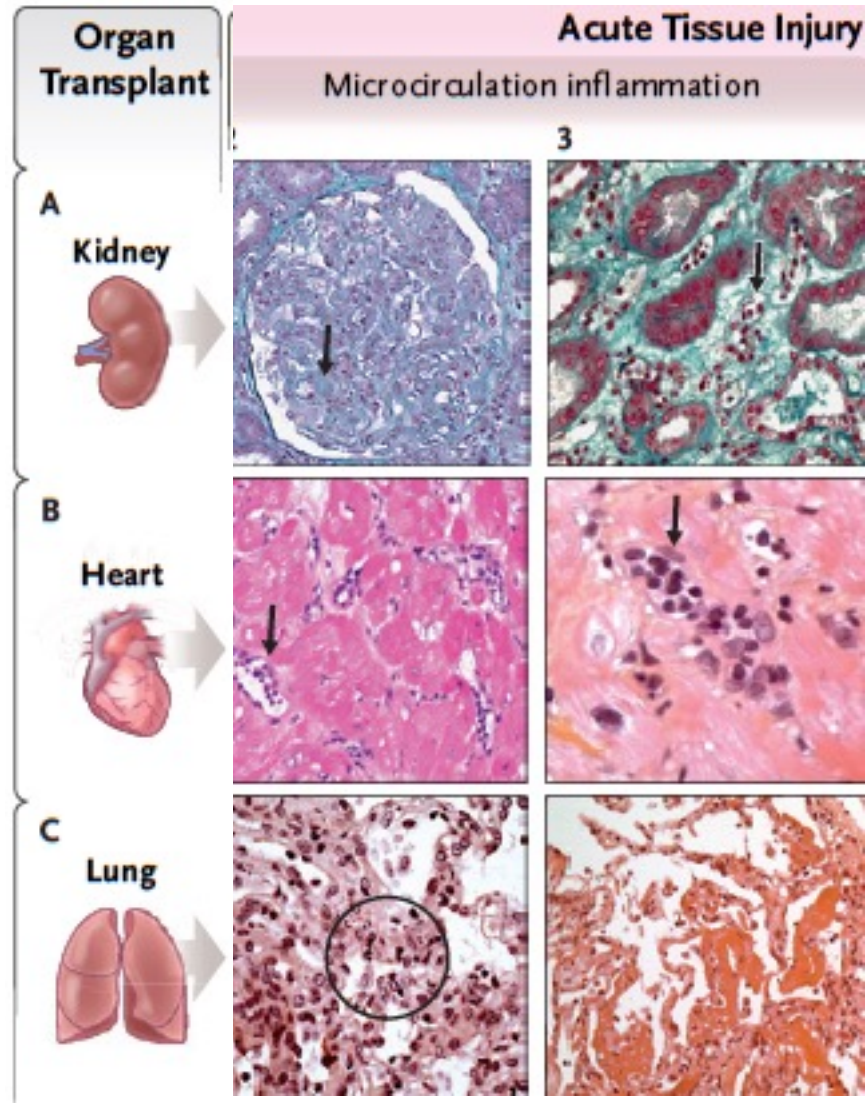 Organ
Transplant
Acute Tissue Injury
Microcirculation inflammation
3
A
Kidney
B
Heart
C
Lung